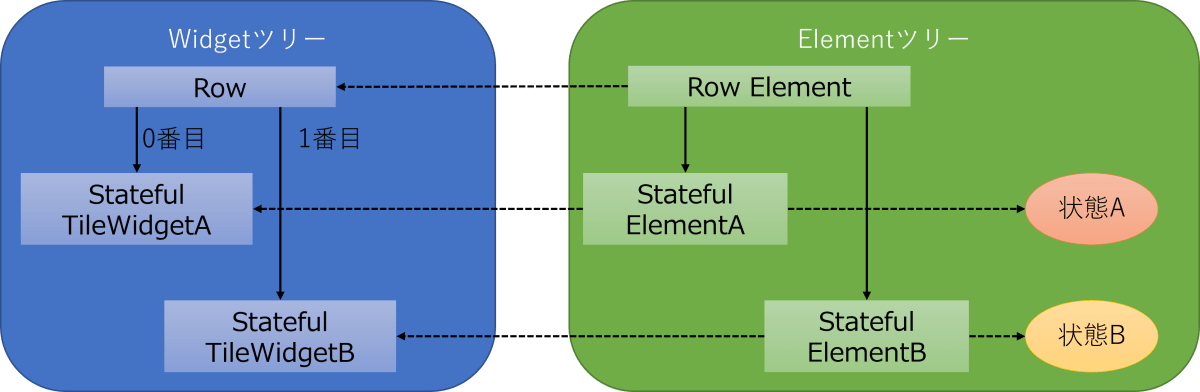 Widgetツリー
Row
0番目
1番目
Stateful
TileWidgetA
Stateful
TileWidgetB
Elementツリー
Row Element
Stateful
ElementA
状態A
Stateful
ElementB
状態B